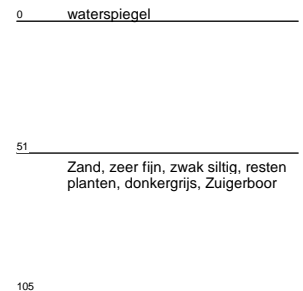 0 waterspiegel
51
Zand, zeer fijn, zwak siltig, resten
planten, donkergrijs, Zuigerboor
105